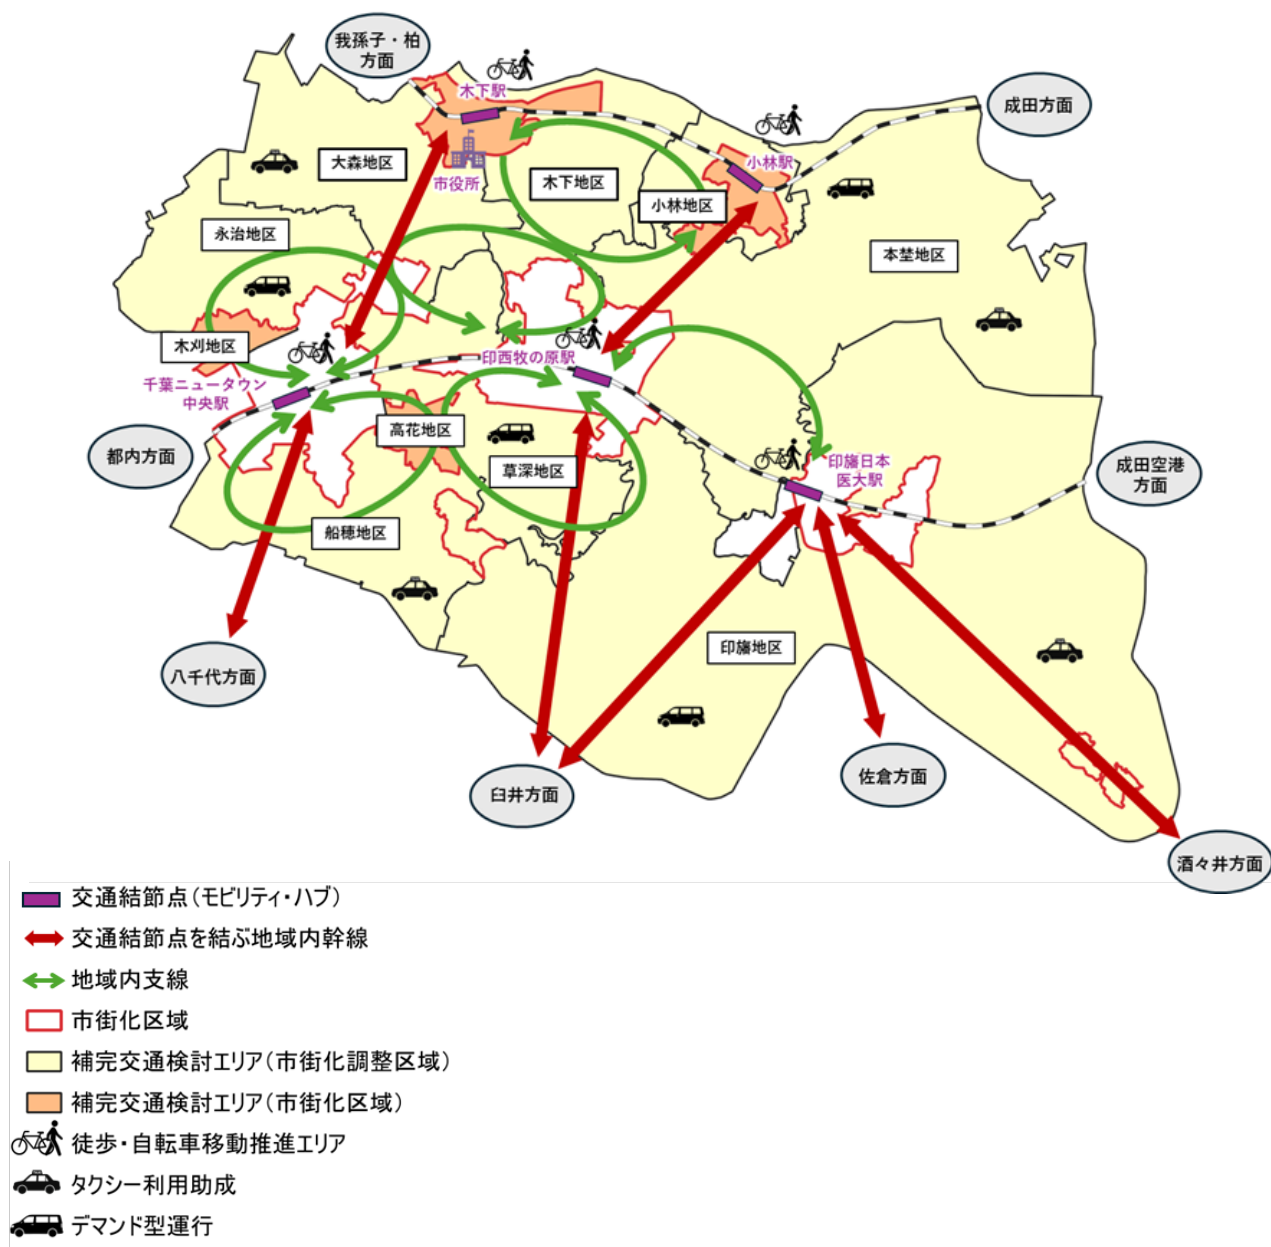 我孫子・柏
方面
木下駅
成田方面
大森地区
市役所
木下地区
小林駅
小林地区
永治地区
本埜地区
木刈地区
印西牧の原駅
千葉ニュータウン
中央駅
高花地区
都内方面
草深地区
印旛日本
医大駅
成田空港
方面
船穂地区
印旛地区
八千代方面
臼井方面
佐倉方面
酒々井方面
交通結節点(モビリティ・ハブ)
交通結節点を結ぶ地域内幹線
地域内支線
市街化区域
補完交通検討エリア(市街化調整区域)
補完交通検討エリア(市街化区域)
徒歩・自転車移動推進エリア
タクシー利用助成
デマンド型運行